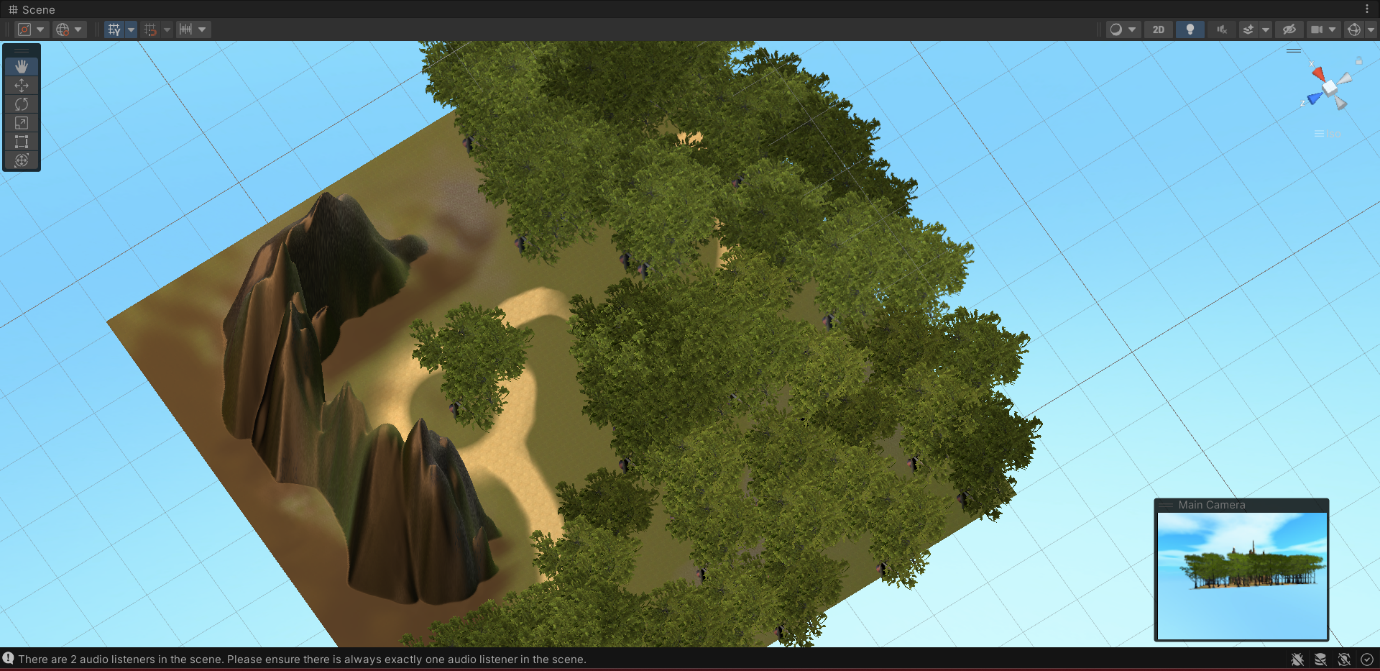 Scene
2D
Main Camera
There are 2 audio listeners in the scene. Please ensure there is always exactly one audio listener in the scene.